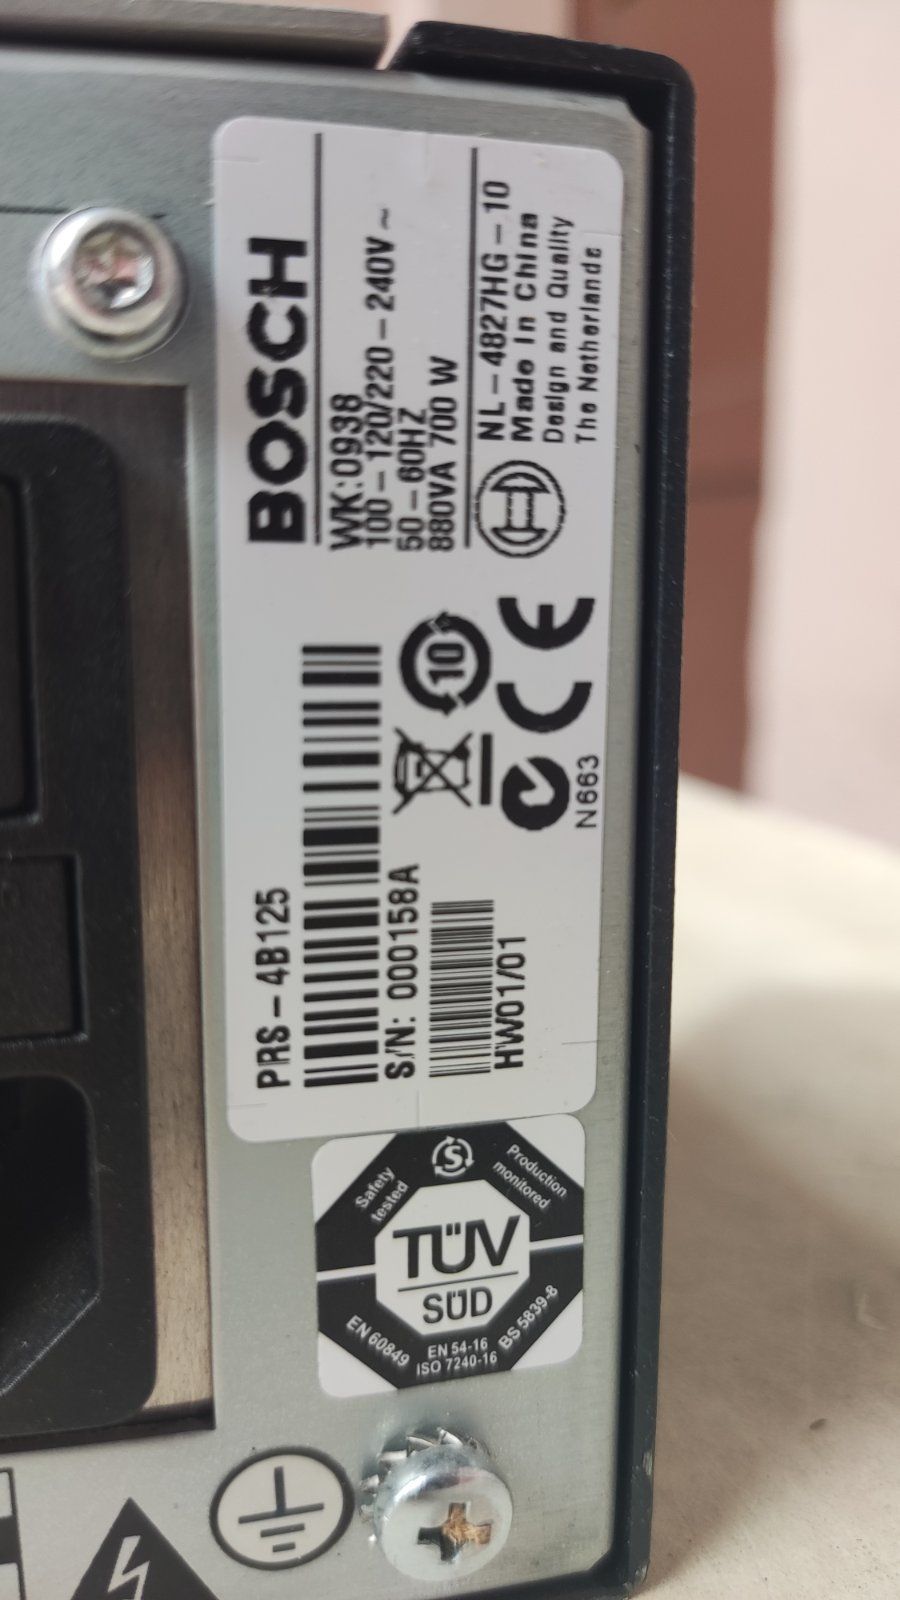 PRS-4B125
S/N: 000158A
HW01/01
10
N663
CE
BOSCH
WK:0938
100-120/220-240V~
50-60HZ
880VA 700 W
NL-4827HG-10
Made In China
Design and Quality
The Netherlands
Safety
tested
S
Production
monitored
TÜV
SÜD
EN 60849
EN 54-16
ISO 7240-16
BS 5839-8